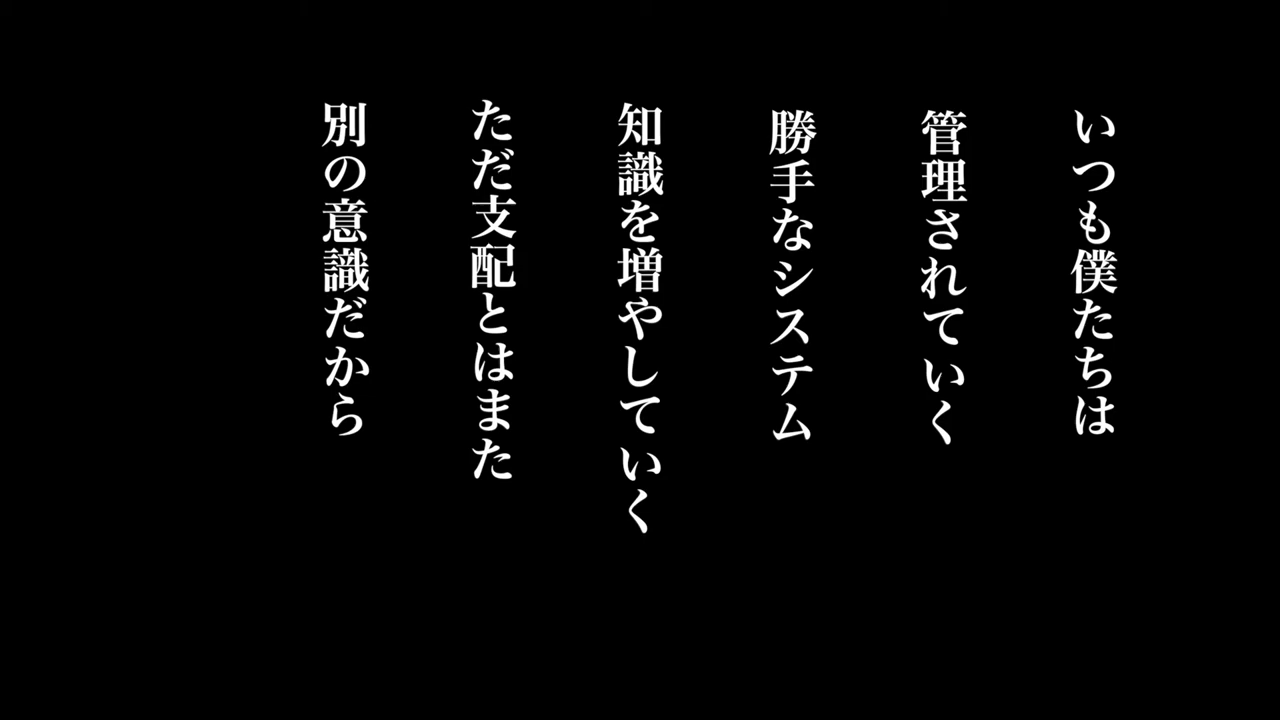 いつも僕たちは
管理されていく
勝手なシステム
知識を増やしていく
ただ支配とはまた
別の意識だから